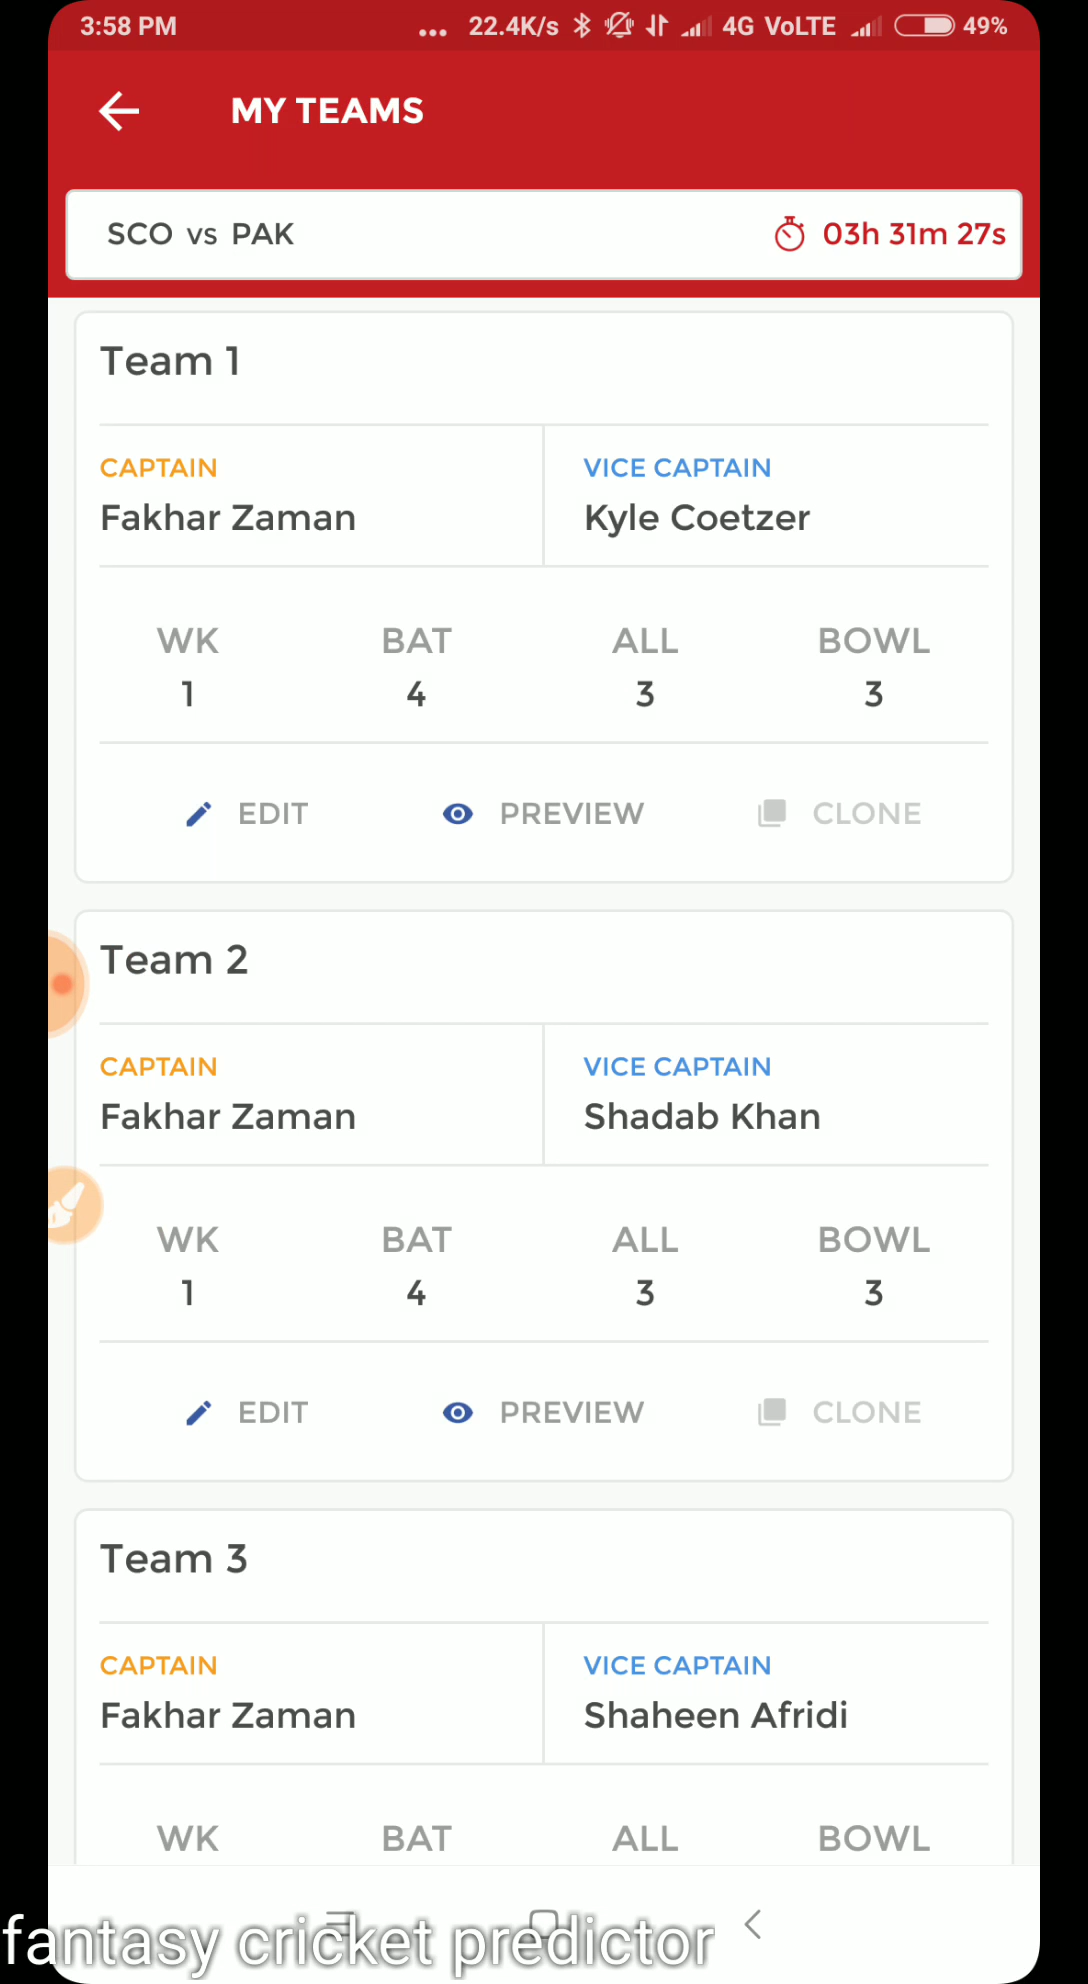 3:58 PM ... 22.4K/s 4G VoLTE 49%
MY TEAMS
SCO vs PAK 03h 31m 27s
Team 1
CAPTAIN VICE CAPTAIN
Fakhar Zaman Kyle Coetzer
WK BAT ALL BOWL
1 4 3 3
EDIT PREVIEW CLONE
Team 2
CAPTAIN VICE CAPTAIN
Fakhar Zaman Shadab Khan
WK BAT ALL BOWL
1 4 3 3
EDIT PREVIEW CLONE
Team 3
CAPTAIN VICE CAPTAIN
Fakhar Zaman Shaheen Afridi
WK BAT ALL BOWL
fantasy cricket predictor